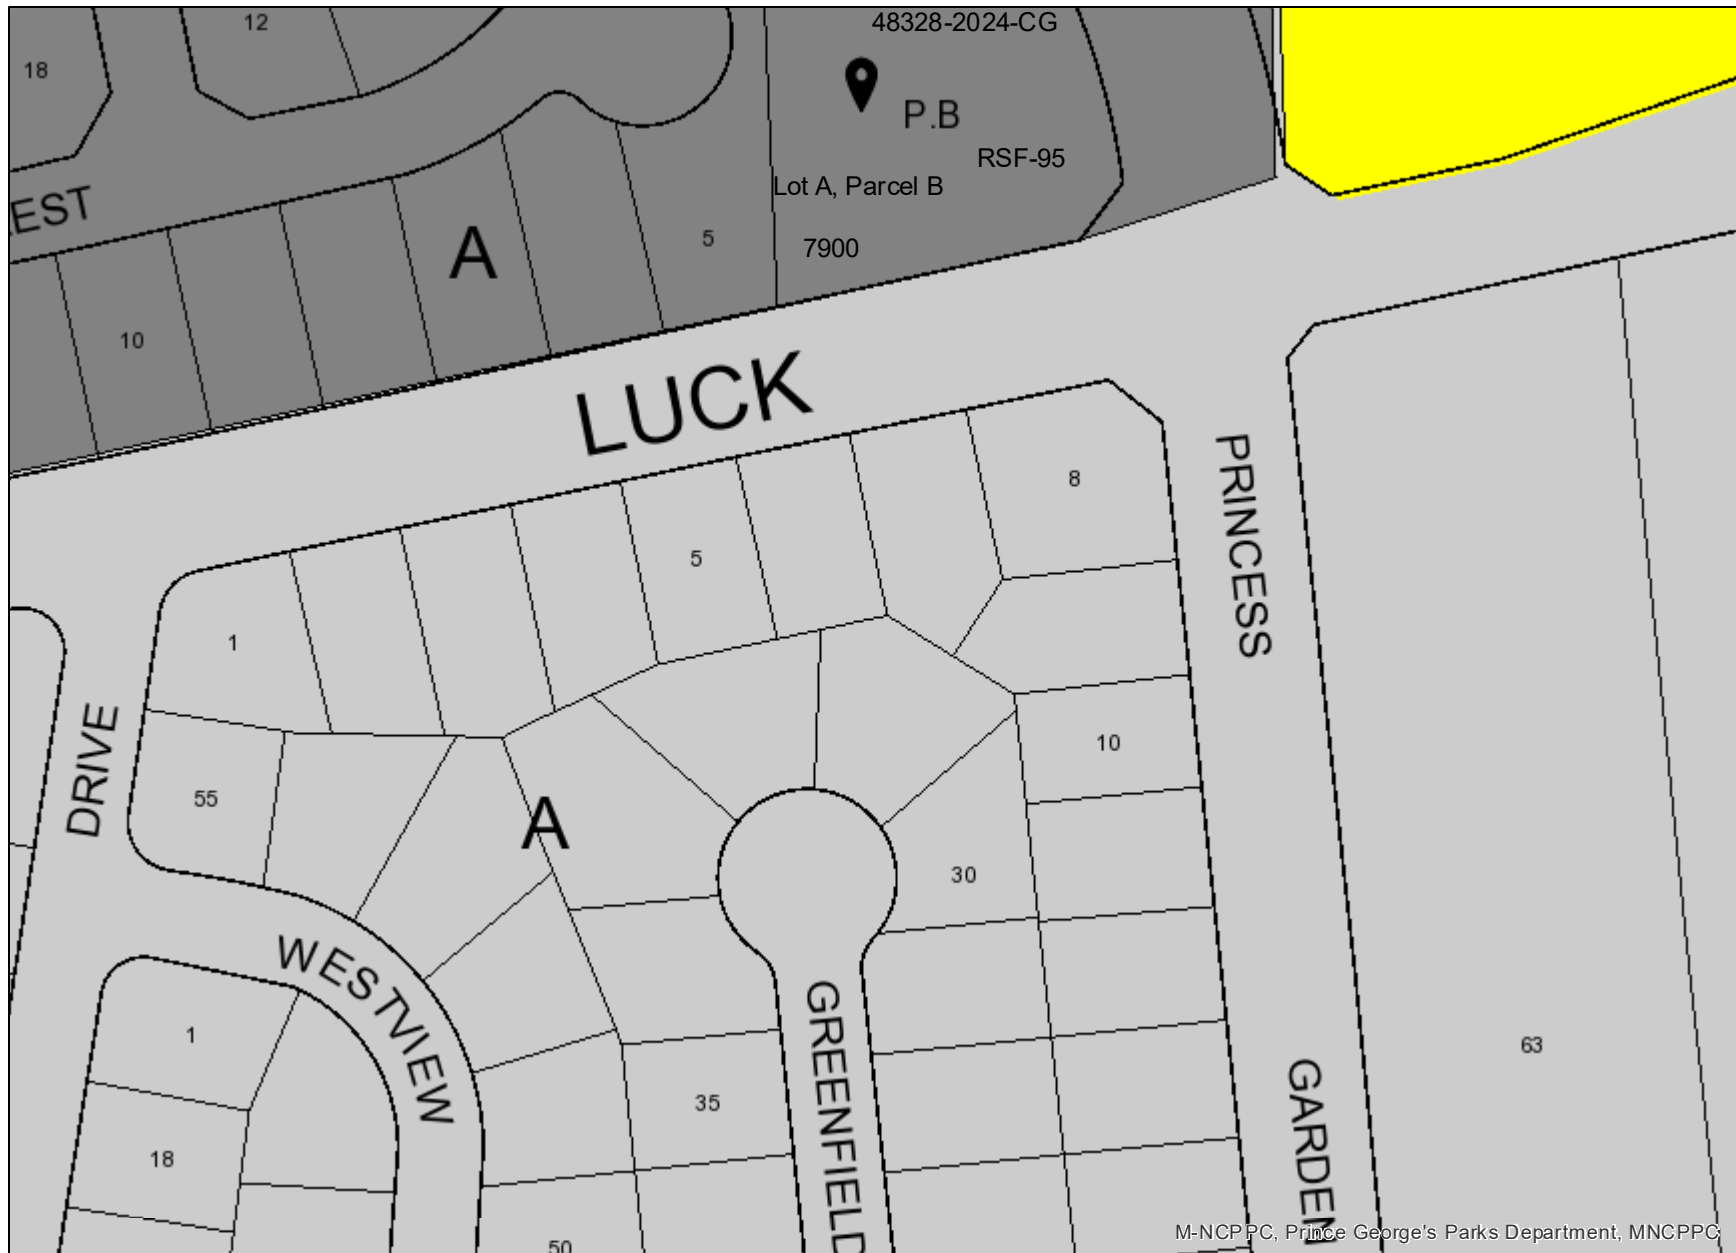 12
48328-2024-CG
18
P.B
RSF-95
Lot A, Parcel B
EST
A
5
7900
10
LUCK
8
PRINCESS
5
1
DRIVE
55
A
10
30
WESTVIEW
GREENFIELD
1
63
GARDEN
35
18
50
M-NCPPC, Prince George's Parks Department, MNCPPC